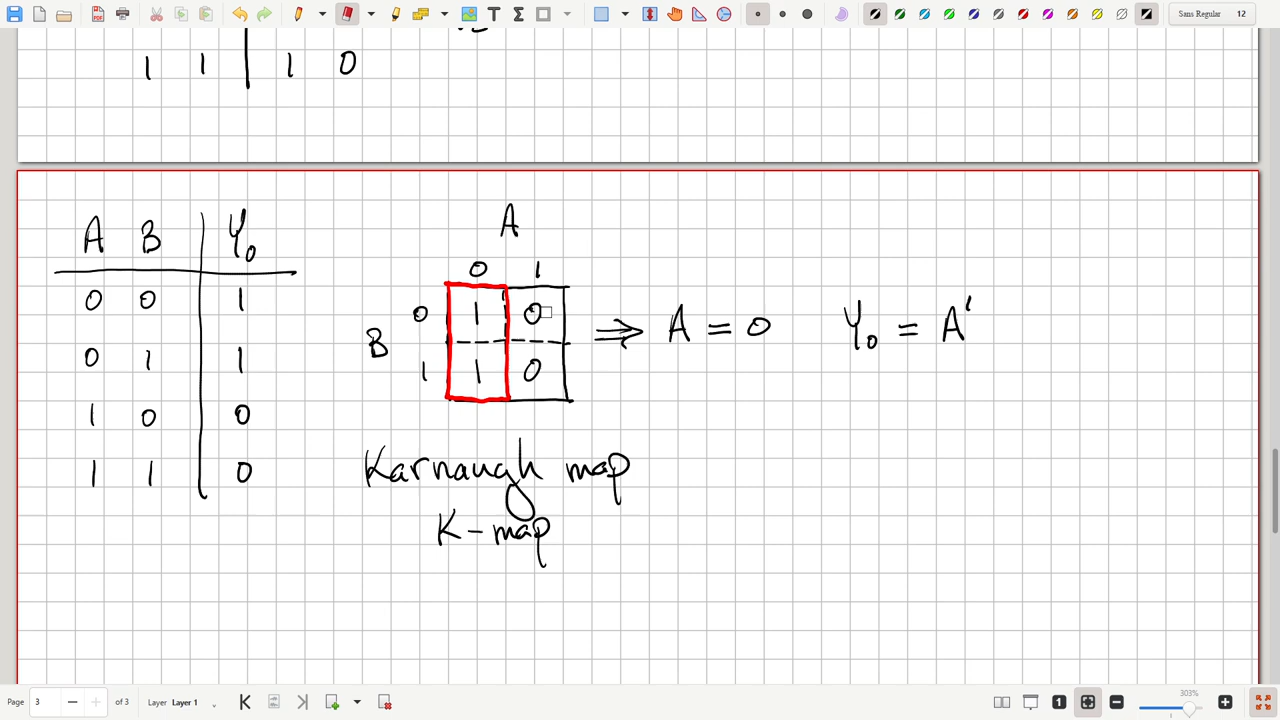 Sans Regular 12
1 1 | 1 0
A B Y0
0 0 1
0 1 1
1 0 0
1 1 0
A
0 1
0 1 0
B
1 1 0
⇒ A = 0 Y0 = A'
Karnaugh map
K-map
Page 3 of 3 Layer Layer 1
303%